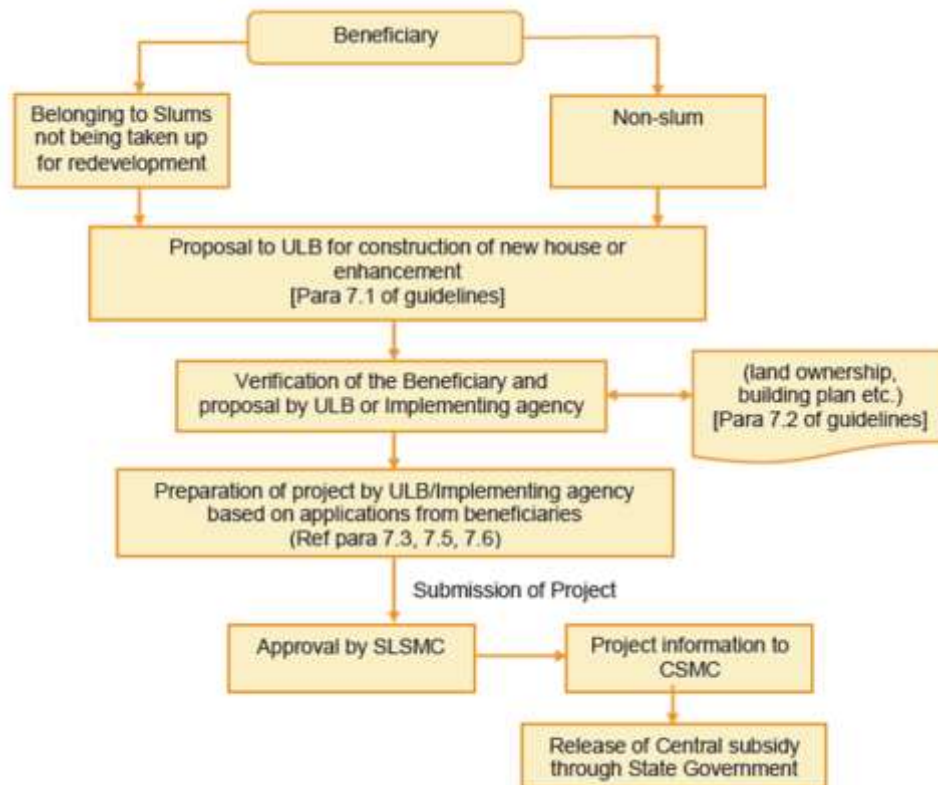 Beneficiary
Belonging to Slums
not being taken up
for redevelopment
Non-slum
Proposal to ULB for construction of new house or
enhancement
[Para 7.1 of guidelines]
Verification of the Beneficiary and
proposal by ULB or Implementing agency
(land ownership,
building plan etc.)
[Para 7.2 of guidelines]
Preparation of project by ULB/Implementing agency
based on applications from beneficiaries
(Ref para 7.3, 7.5, 7.6)
Submission of Project
Approval by SLSMC
Project information to
CSMC
Release of Central subsidy
through State Government